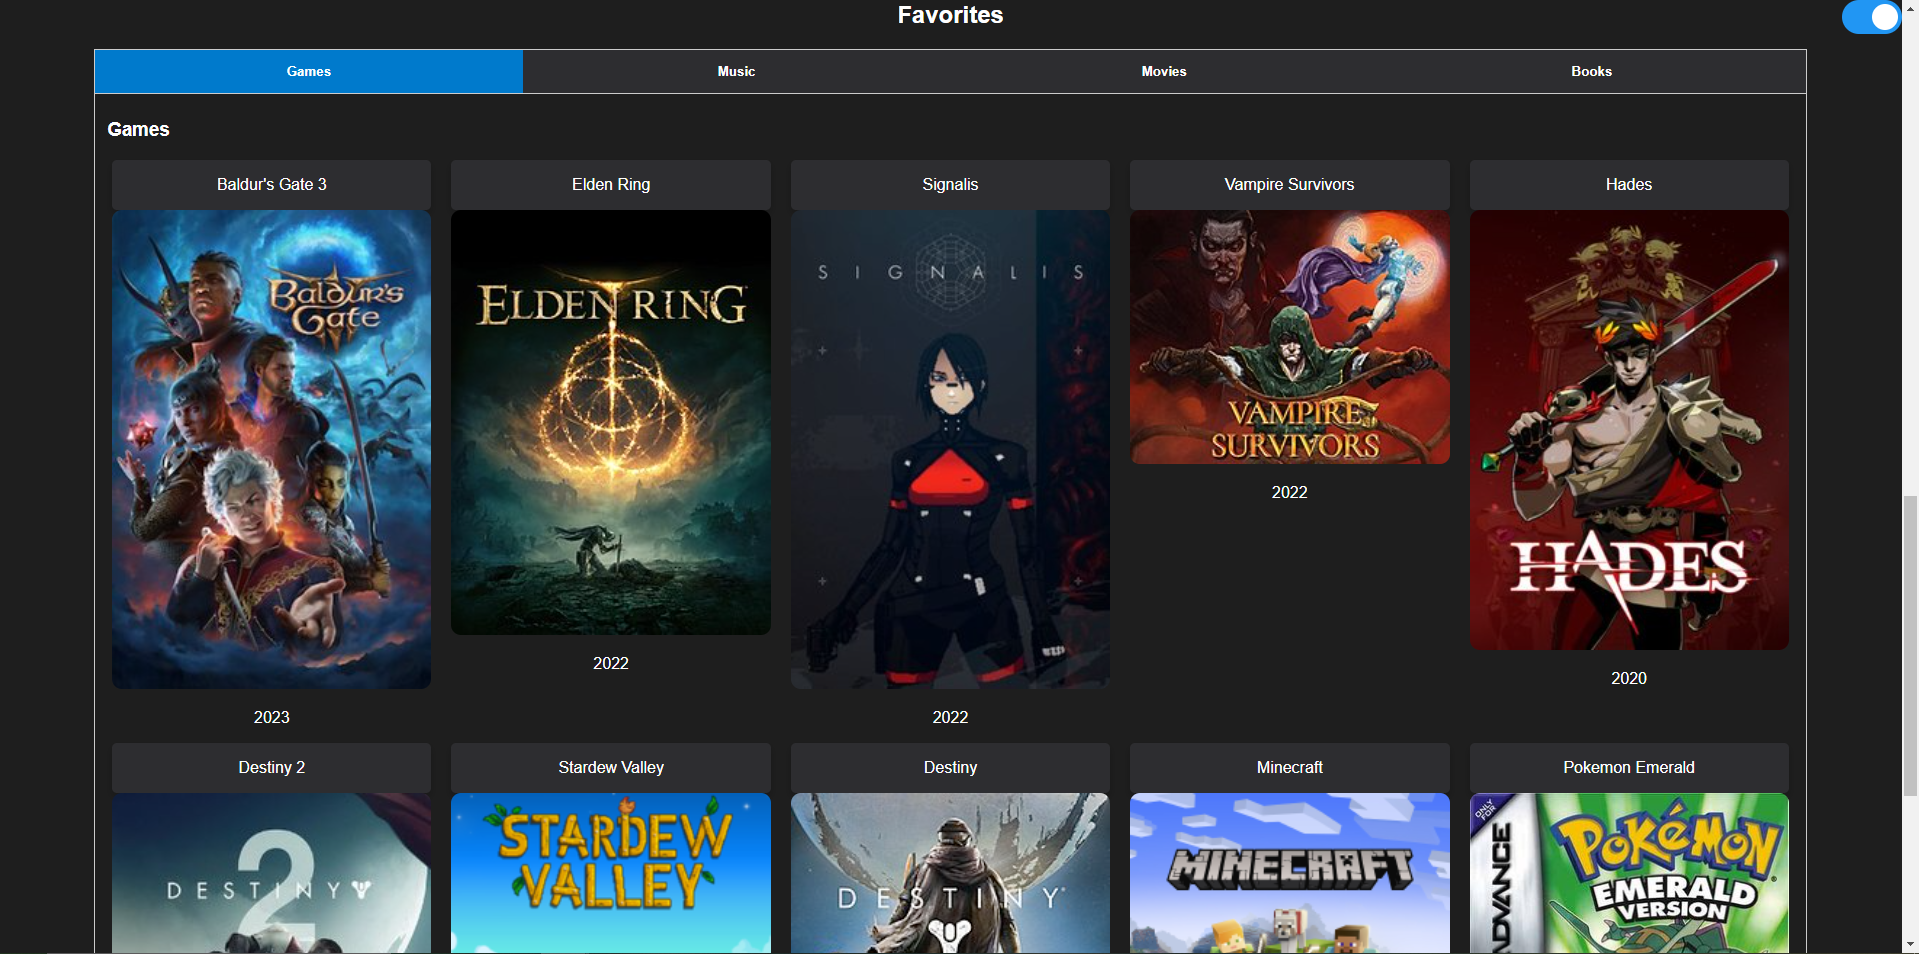 Favorites
Games Music Movies Books
Games
Baldur's Gate 3
Elden Ring
Signalis
Vampire Survivors
Hades
BALDUR'S
GATE
ELDEN RING
SIGNALIS
VAMPIRE
SURVIVORS
HADES
2023
2022
2022
2022
2020
Destiny 2
Stardew Valley
Destiny
Minecraft
Pokemon Emerald
2
DESTINY
STARDEW
VALLEY
DESTINY
MINECRAFT
ONLY
FOR
ADVANCE
POKéMON
EMERALD
VERSION